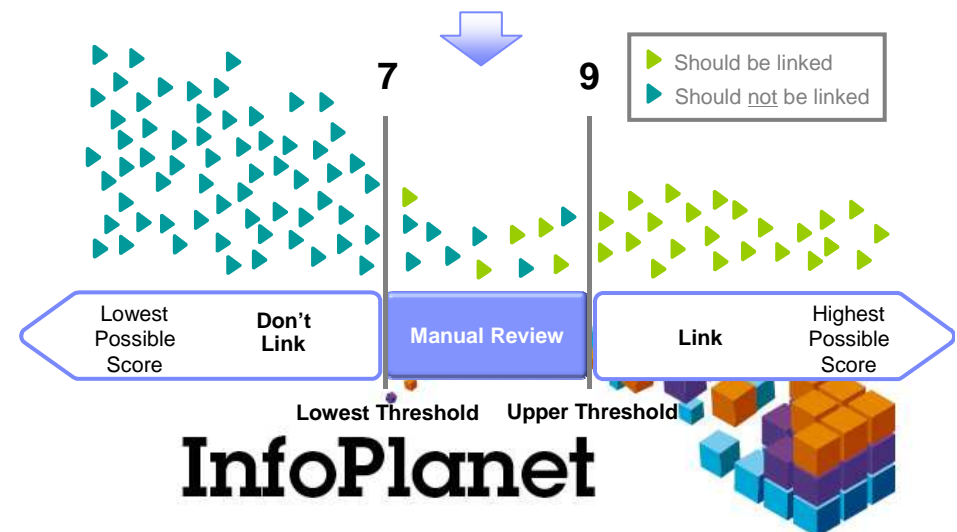 7
9
Should be linked
Should not be linked
Lowest
Possible
Score
Don't
Link
Manual Review
Link
Highest
Possible
Score
Lowest Threshold
Upper Threshold
InfoPlanet